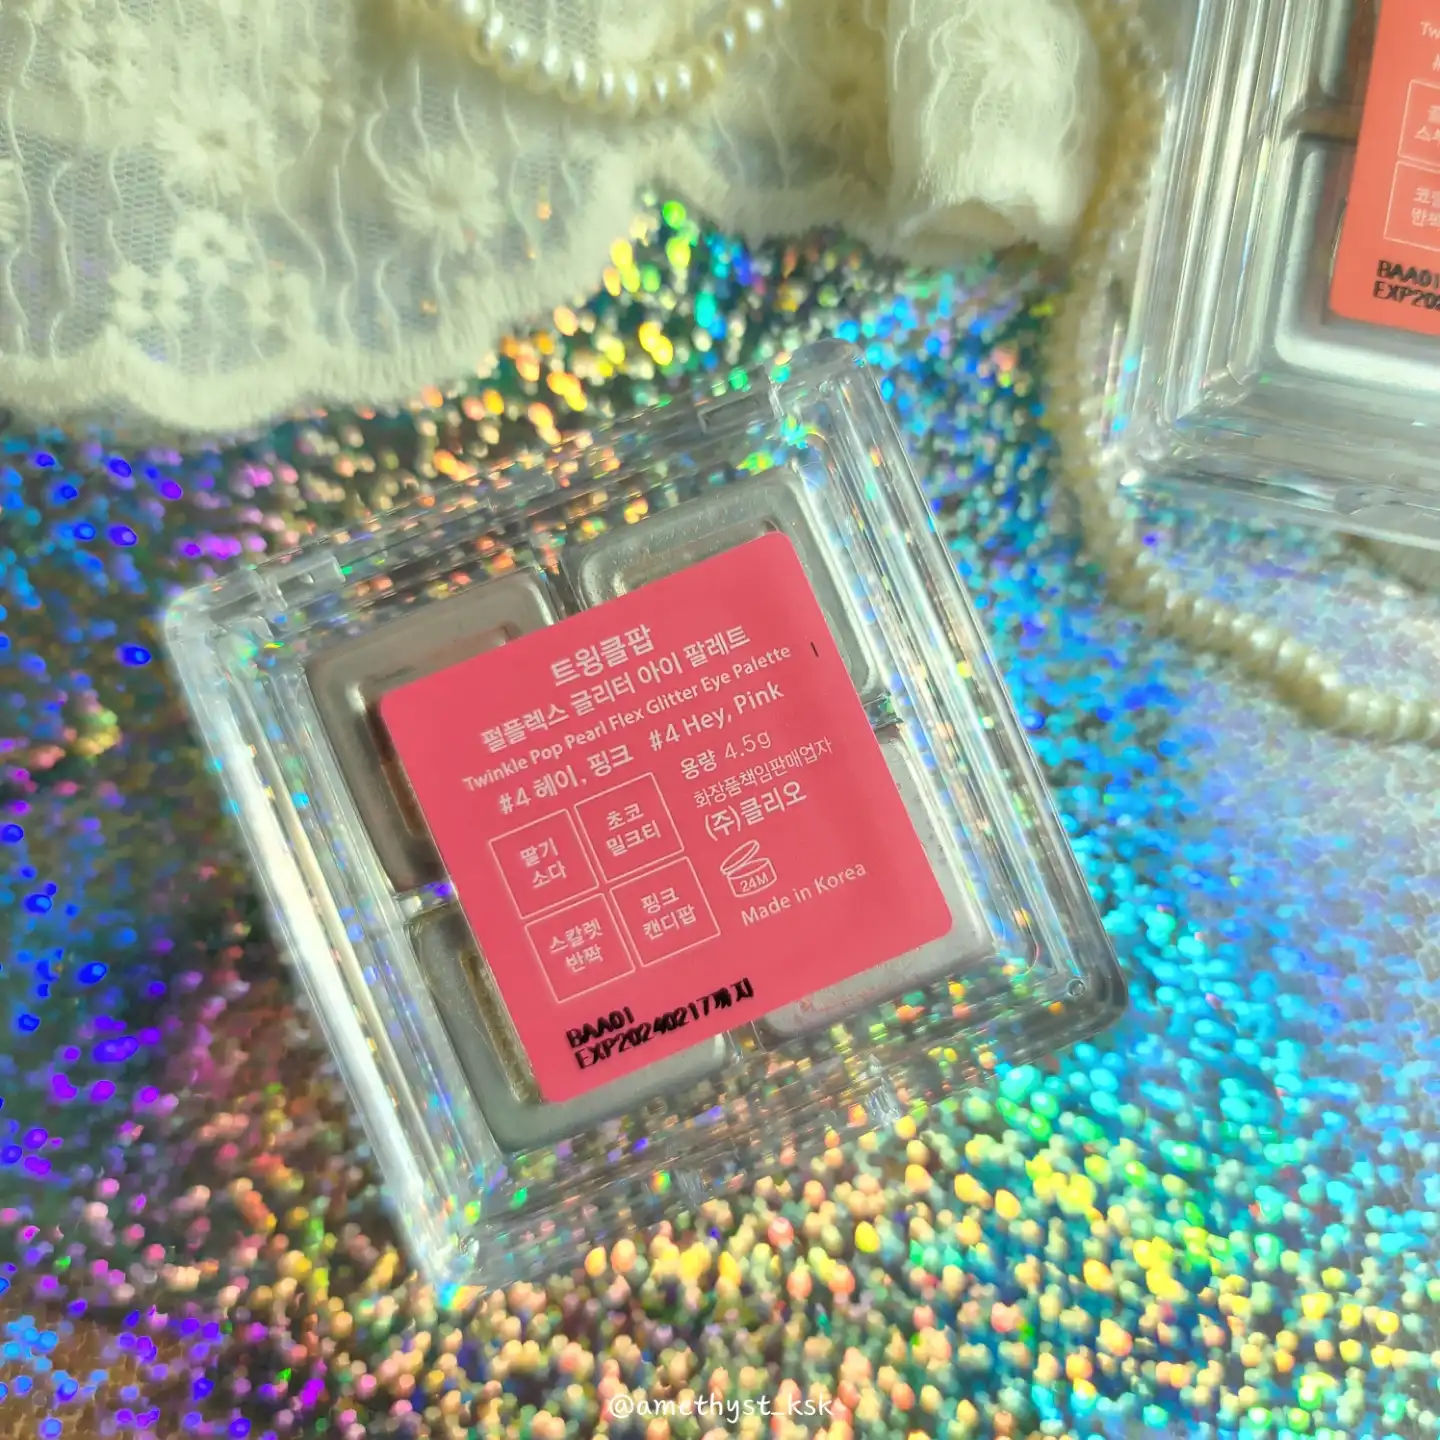 트윙클팝
펄플렉스 글리터 아이 팔레트
Twinkle Pop Pearl Flex Glitter Eye Palette
#4 헤이, 핑크 #4 Hey, Pink
딸기
소다
초코
밀크티
스칼렛
반짝
핑크
캔디팝
용량 4.5g
화장품책임판매업자
(주)클리오
24M
Made in Korea
BAA01
EXP20240217까지
BAA01
@amethyst_ksk